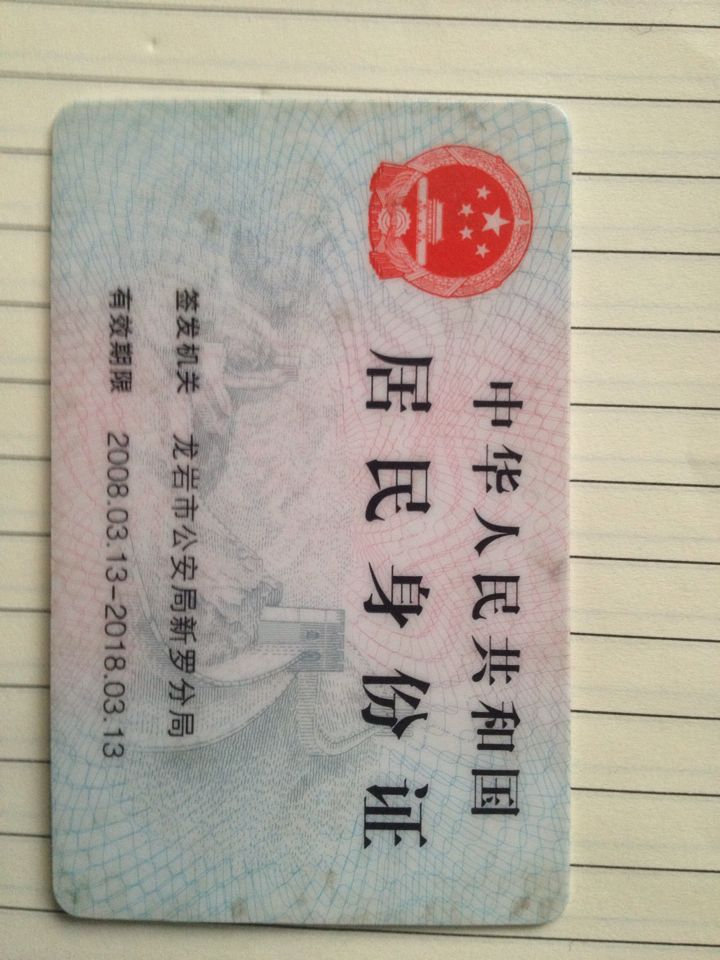 中华人民共和国
居民身份证
签发机关 龙岩市公安局新罗分局
有效期限 2008.03.13-2018.03.13